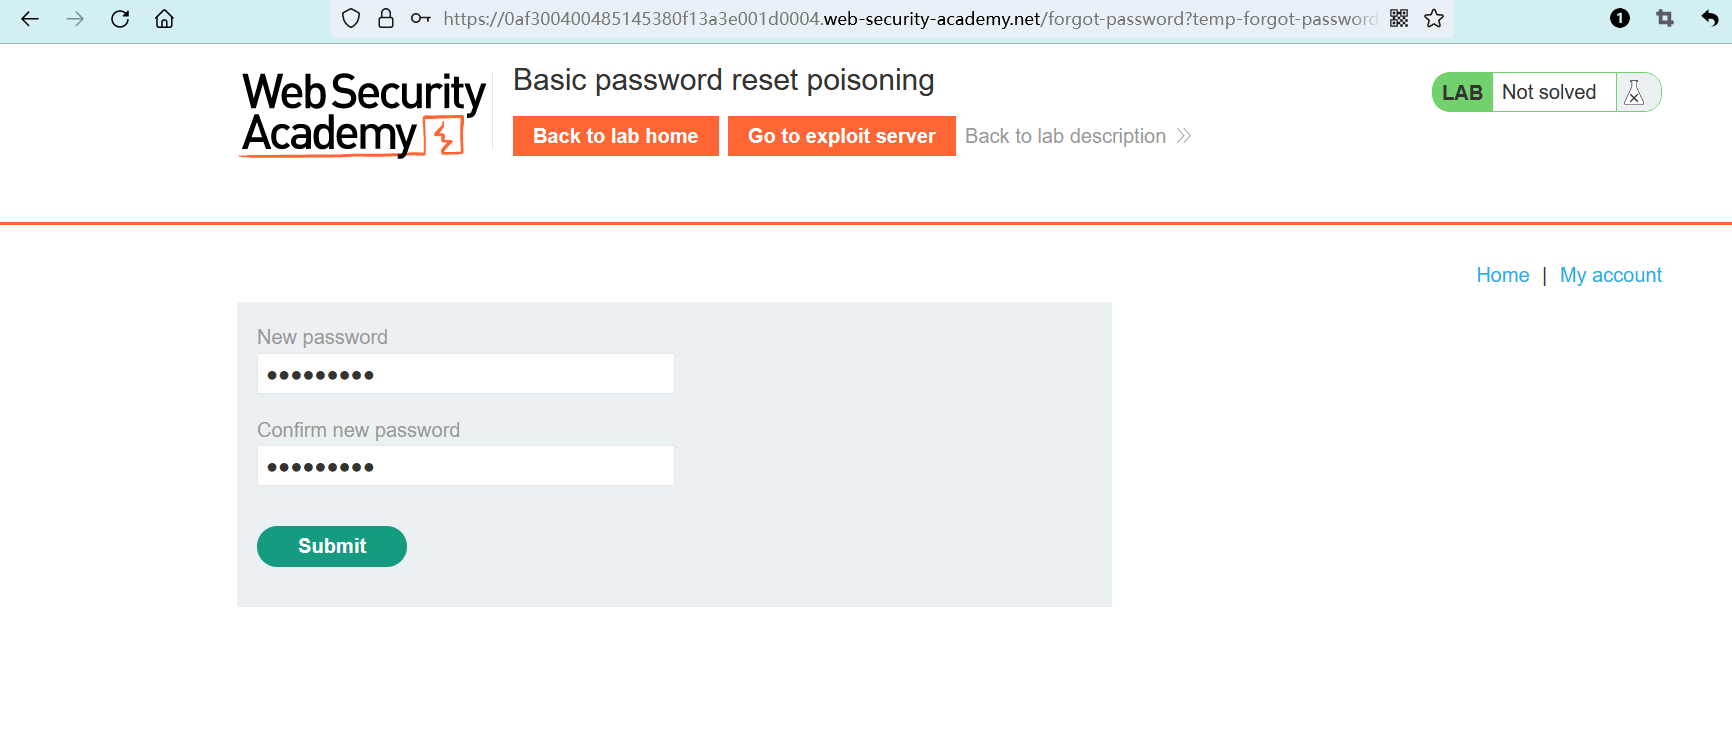 https://0af300400485145380f13a3e001d0004.web-security-academy.net/forgot-password?temp-forgot-password
1
WebSecurity
Academy
Basic password reset poisoning
Back to lab home
Go to exploit server
Back to lab description
LAB
Not solved
Home | My account
New password
Confirm new password
Submit